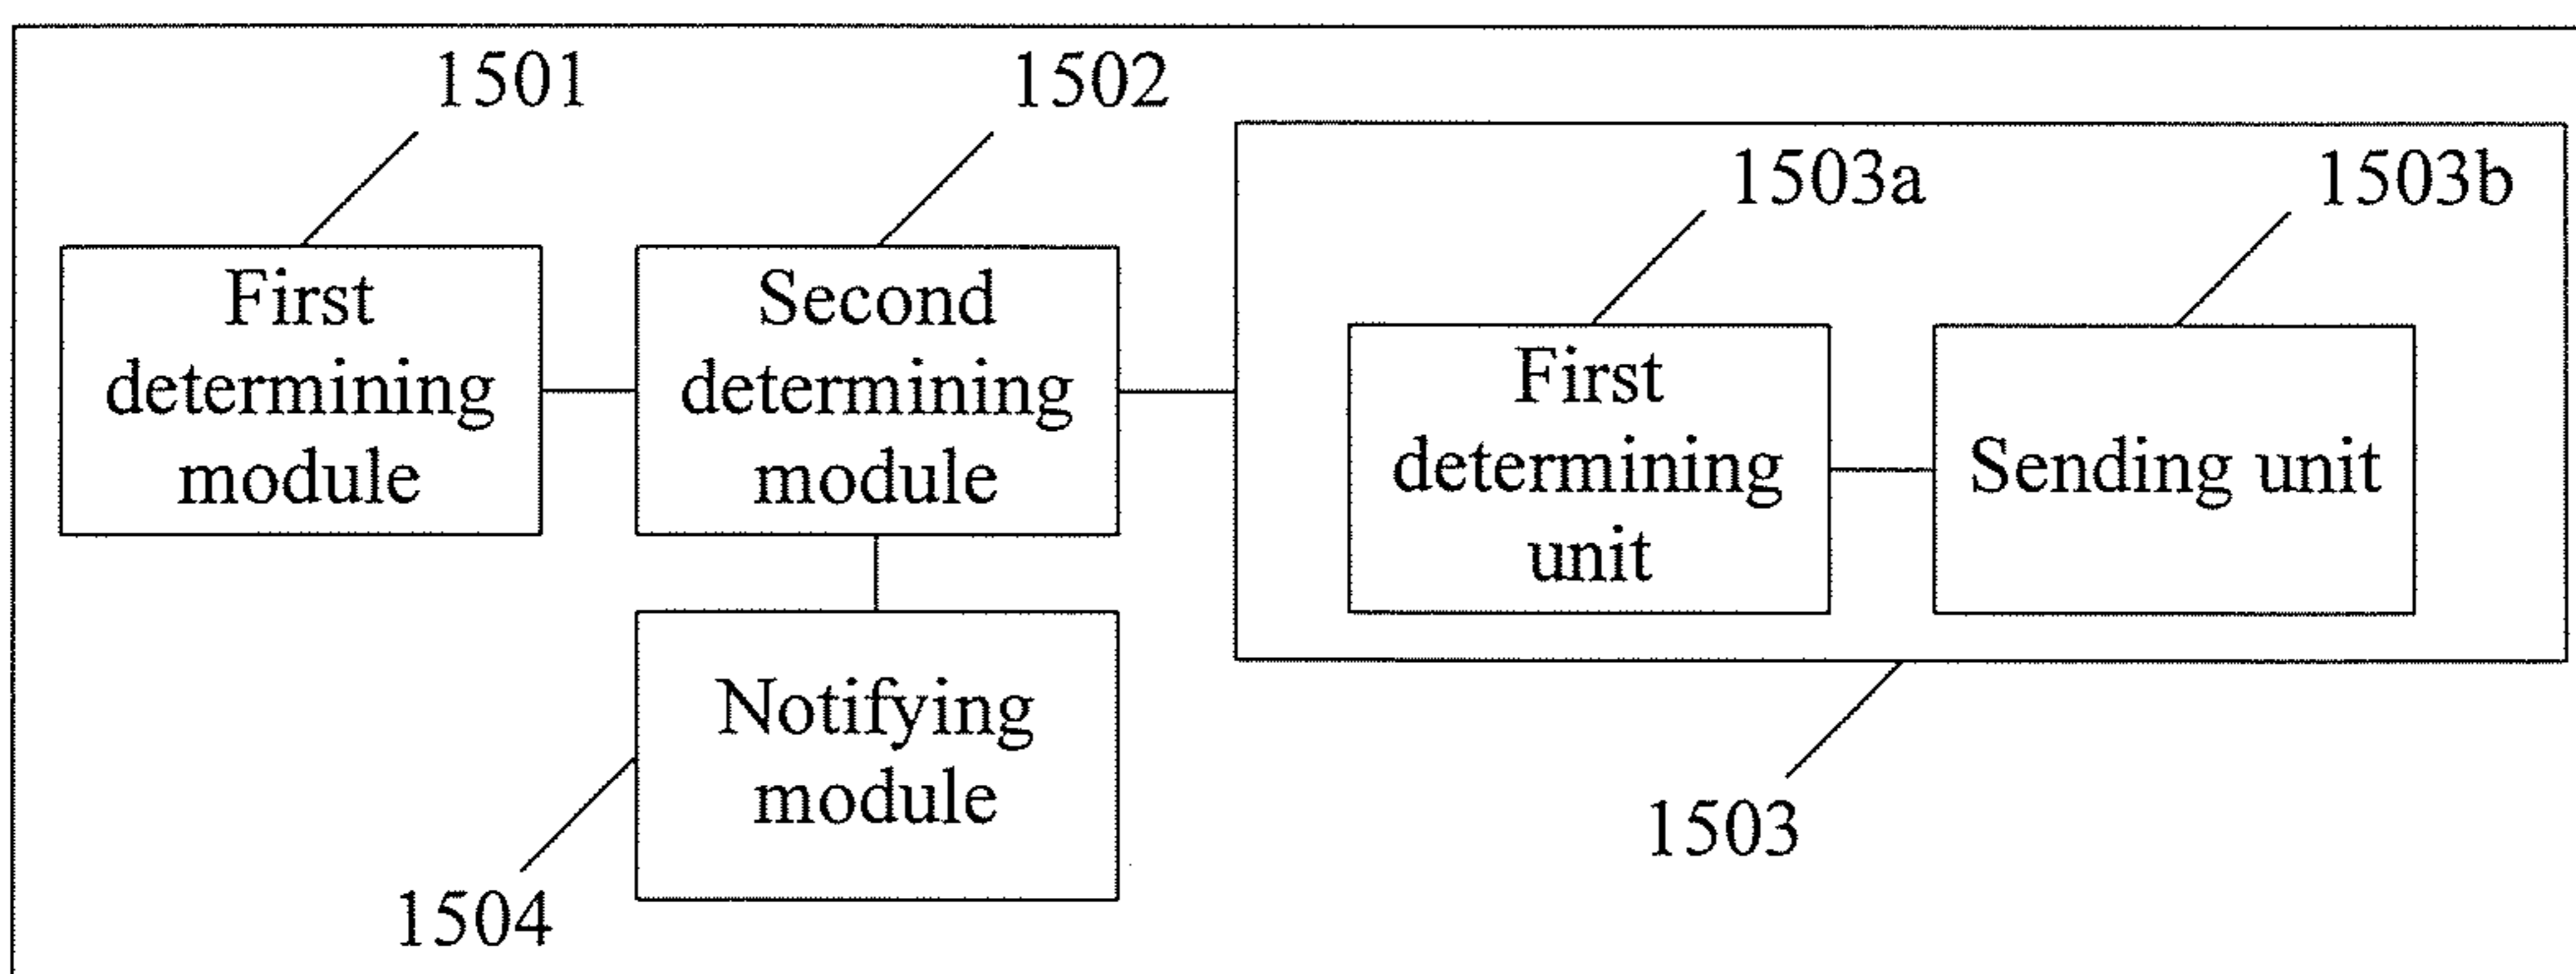 1501
1502
1503a
1503b
First
determining
module
Second
determining
module
First
determining
unit
Sending unit
Notifying
module
1503
1504